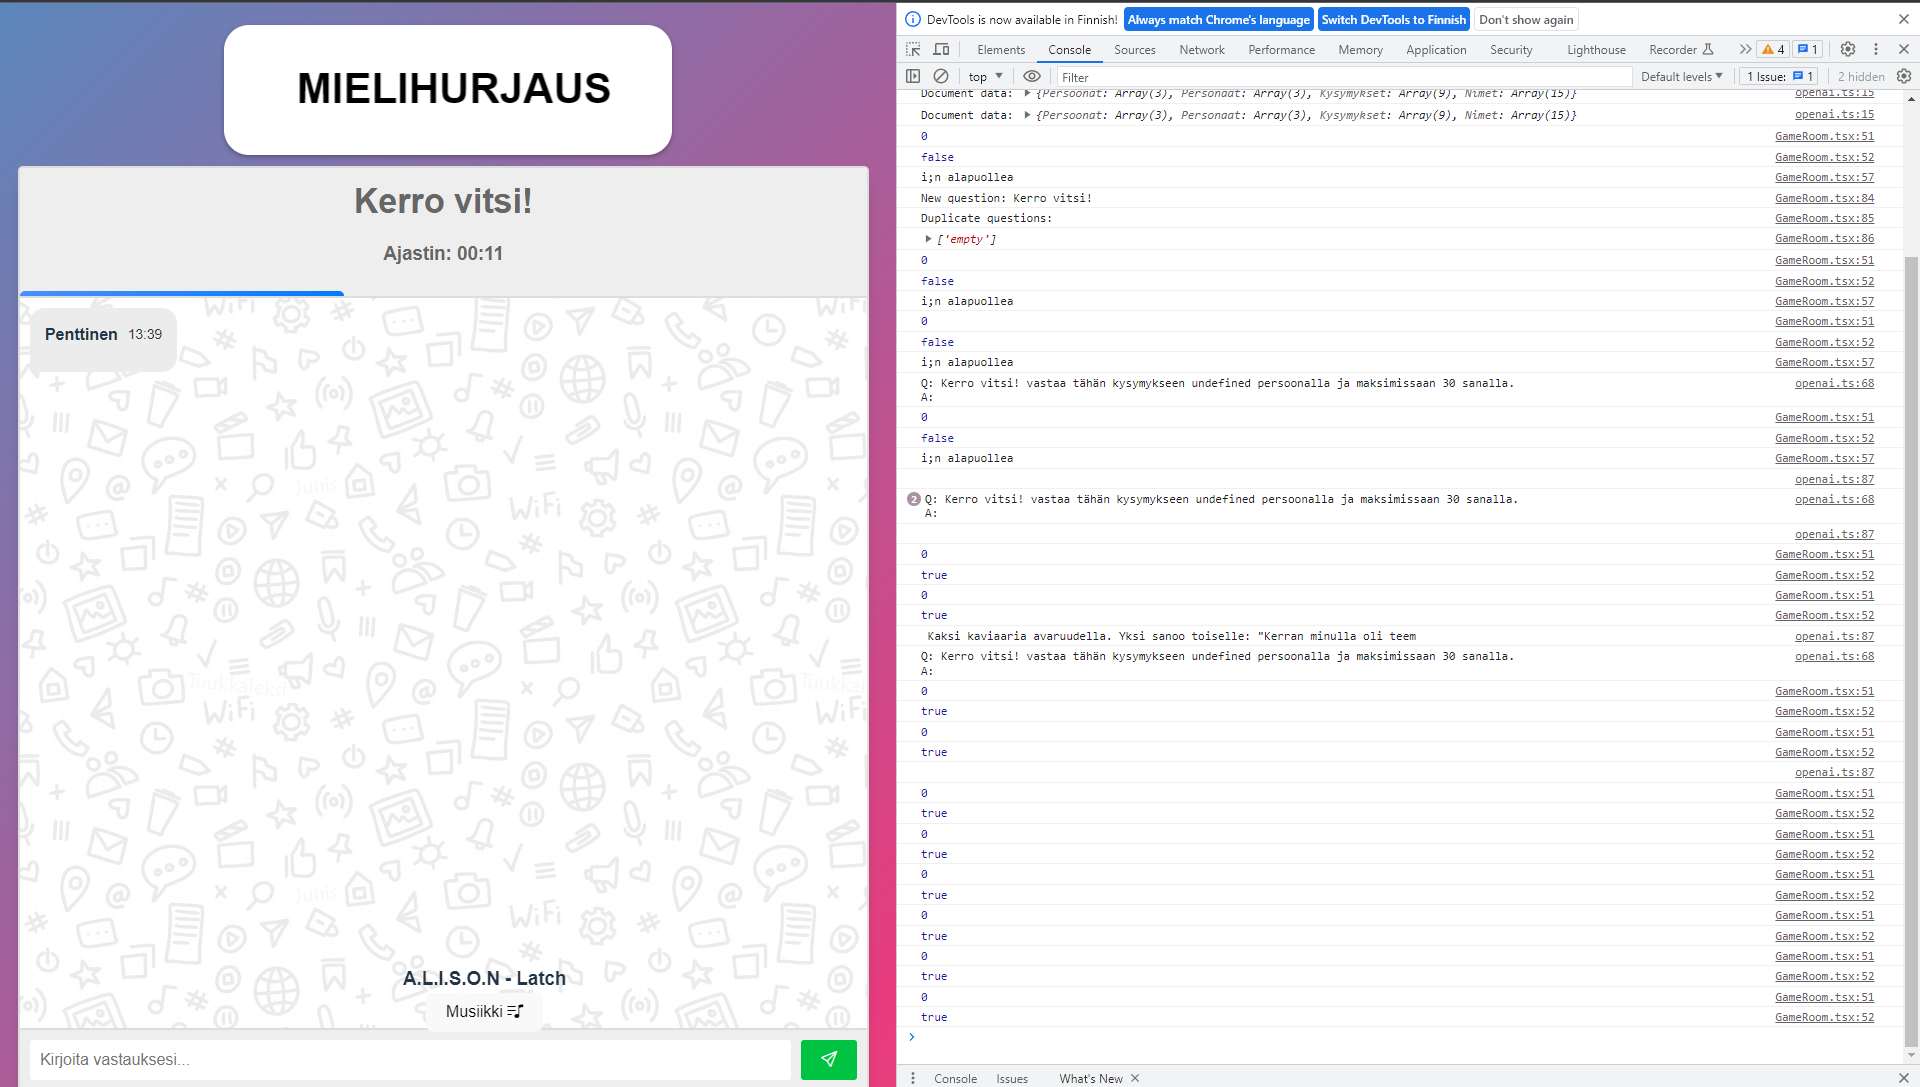 MIELIHURJAUS
Kerro vitsi!
Ajastin: 00:11
Penttinen 13:39
Juhis
WiFi
Tuukkaleksi
Tuukkaleksi
WiFi
WiFi
Juhis
WiFi
A.L.I.S.O.N - Latch
Musiikki
Kirjoita vastauksesi...
DevTools is now available in Finnish! Always match Chrome's language Switch DevTools to Finnish Don't show again
Elements Console Sources Network Performance Memory Application Security Lighthouse Recorder 4 1
top Filter Default levels 1 Issue: 1 2 hidden
Document data: {Persoonat: Array(3), Personaat: Array(3), Kysymykset: Array(9), Nimet: Array(15)} openai.ts:15
Document data: {Persoonat: Array(3), Personaat: Array(3), Kysymykset: Array(9), Nimet: Array(15)} openai.ts:15
0 GameRoom.tsx:51
false GameRoom.tsx:52
i;n alapuollea GameRoom.tsx:57
New question: Kerro vitsi! GameRoom.tsx:84
Duplicate questions: GameRoom.tsx:85
['empty'] GameRoom.tsx:86
0 GameRoom.tsx:51
false GameRoom.tsx:52
i;n alapuollea GameRoom.tsx:57
0 GameRoom.tsx:51
false GameRoom.tsx:52
i;n alapuollea GameRoom.tsx:57
Q: Kerro vitsi! vastaa tähän kysymykseen undefined persoonalla ja maksimissaan 30 sanalla. openai.ts:68
A:
0 GameRoom.tsx:51
false GameRoom.tsx:52
i;n alapuollea GameRoom.tsx:57
openai.ts:87
2 Q: Kerro vitsi! vastaa tähän kysymykseen undefined persoonalla ja maksimissaan 30 sanalla. openai.ts:68
A:
openai.ts:87
0 GameRoom.tsx:51
true GameRoom.tsx:52
0 GameRoom.tsx:51
true GameRoom.tsx:52
Kaksi kaviaaria avaruudella. Yksi sanoo toiselle: "Kerran minulla oli teem openai.ts:87
Q: Kerro vitsi! vastaa tähän kysymykseen undefined persoonalla ja maksimissaan 30 sanalla. openai.ts:68
A:
0 GameRoom.tsx:51
true GameRoom.tsx:52
0 GameRoom.tsx:51
true GameRoom.tsx:52
openai.ts:87
0 GameRoom.tsx:51
true GameRoom.tsx:52
0 GameRoom.tsx:51
true GameRoom.tsx:52
0 GameRoom.tsx:51
true GameRoom.tsx:52
0 GameRoom.tsx:51
true GameRoom.tsx:52
0 GameRoom.tsx:51
true GameRoom.tsx:52
0 GameRoom.tsx:51
true GameRoom.tsx:52
Console Issues What's New